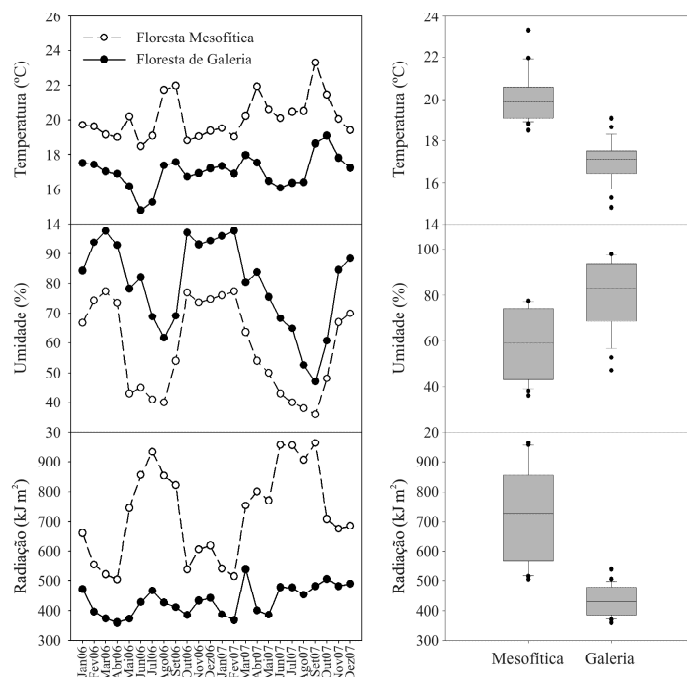 Floresta Mesofítica
Floresta de Galeria
Temperatura (ºC)
26
24
22
20
18
16
14
Temperatura (ºC)
24
20
17
16
14
Umidade (%)
90
80
70
60
50
40
30
Umidade (%)
100
80
60
40
20
Radiação (kJ m²)
900
800
700
600
500
400
300
Radiação (kJ m²)
900
800
700
600
500
400
300
Jan06
Fev06
Mar06
Abr06
Mai06
Jun06
Jul06
Ago06
Set06
Out06
Nov06
Dez06
Jan07
Fev07
Mar07
Abr07
Mai07
Jun07
Jul07
Ago07
Set07
Out07
Nov07
Dez07
Mesofítica
Galeria